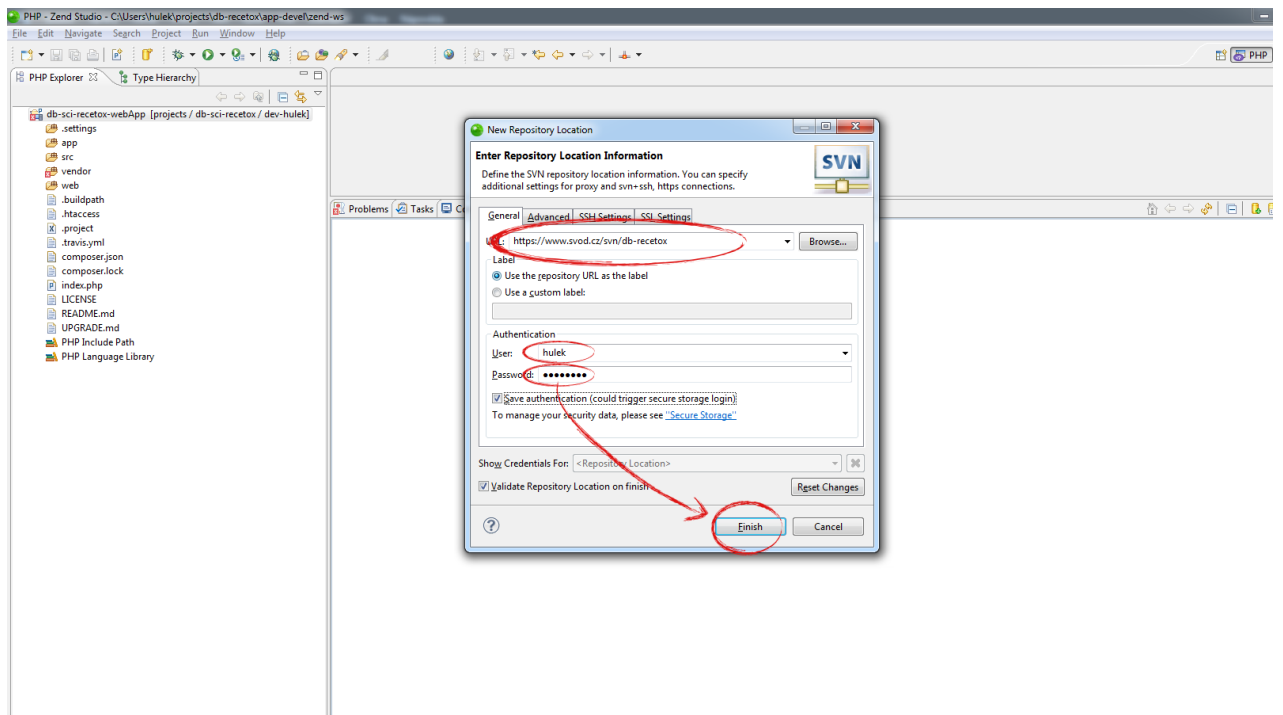 PHP - Zend Studio - C:\Users\hulek\projects\db-recetox\app-devel\zend-ws
File Edit Navigate Search Project Run Window Help
PHP
PHP Explorer Type Hierarchy
db-sci-recetox-webApp [projects / db-sci-recetox / dev-hulek]
.settings
app
src
vendor
web
.buildpath
.htaccess
.project
.travis.yml
composer.json
composer.lock
index.php
LICENSE
README.md
UPGRADE.md
PHP Include Path
PHP Language Library
Problems Tasks
New Repository Location
Enter Repository Location Information
Define the SVN repository location information. You can specify
additional settings for proxy and svn+ssh, https connections.
SVN
General Advanced SSH Settings SSL Settings
URL: https://www.svod.cz/svn/db-recetox Browse...
Label
Use the repository URL as the label
Use a custom label:
Authentication
User: hulek
Password: ••••••••
Save authentication (could trigger secure storage login)
To manage your security data, please see "Secure Storage"
Show Credentials For: <Repository Location>
Validate Repository Location on finish Reset Changes
Finish Cancel